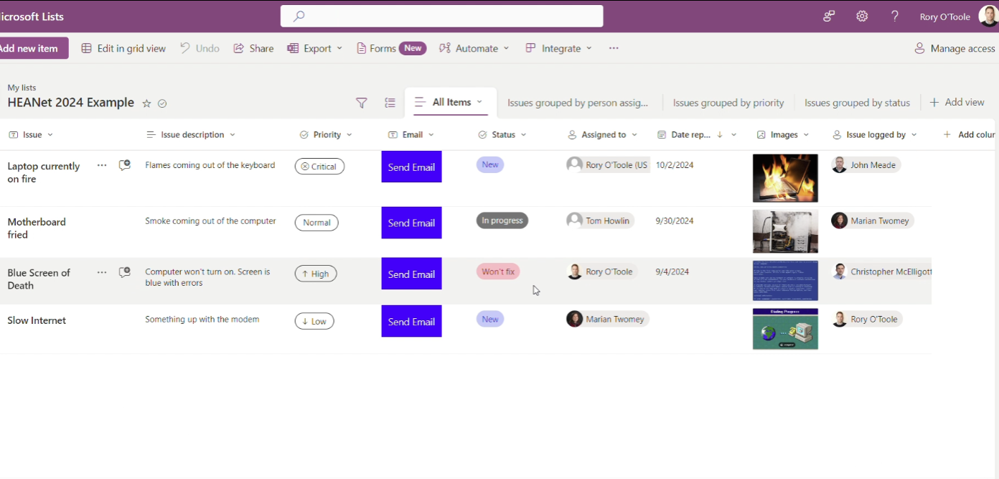 icrosoft Lists
Rory O'Toole
Add new item
Edit in grid view
Undo
Share
Export
Forms New
Automate
Integrate
Manage access
My lists
HEANet 2024 Example
All Items
Issues grouped by person assig...
Issues grouped by priority
Issues grouped by status
Add view
Issue
Issue description
Priority
Email
Status
Assigned to
Date rep...
Images
Issue logged by
Add colur
Laptop currently
on fire
Flames coming out of the keyboard
Critical
Send Email
New
Rory O'Toole (US
10/2/2024
John Meade
Motherboard
fried
Smoke coming out of the computer
Normal
Send Email
In progress
Tom Howlin
9/30/2024
Marian Twomey
Blue Screen of
Death
Computer won't turn on. Screen is
blue with errors
High
Send Email
Won't fix
Rory O'Toole
9/4/2024
Christopher McElligott
Slow Internet
Something up with the modem
Low
Send Email
New
Marian Twomey
Rory O'Toole